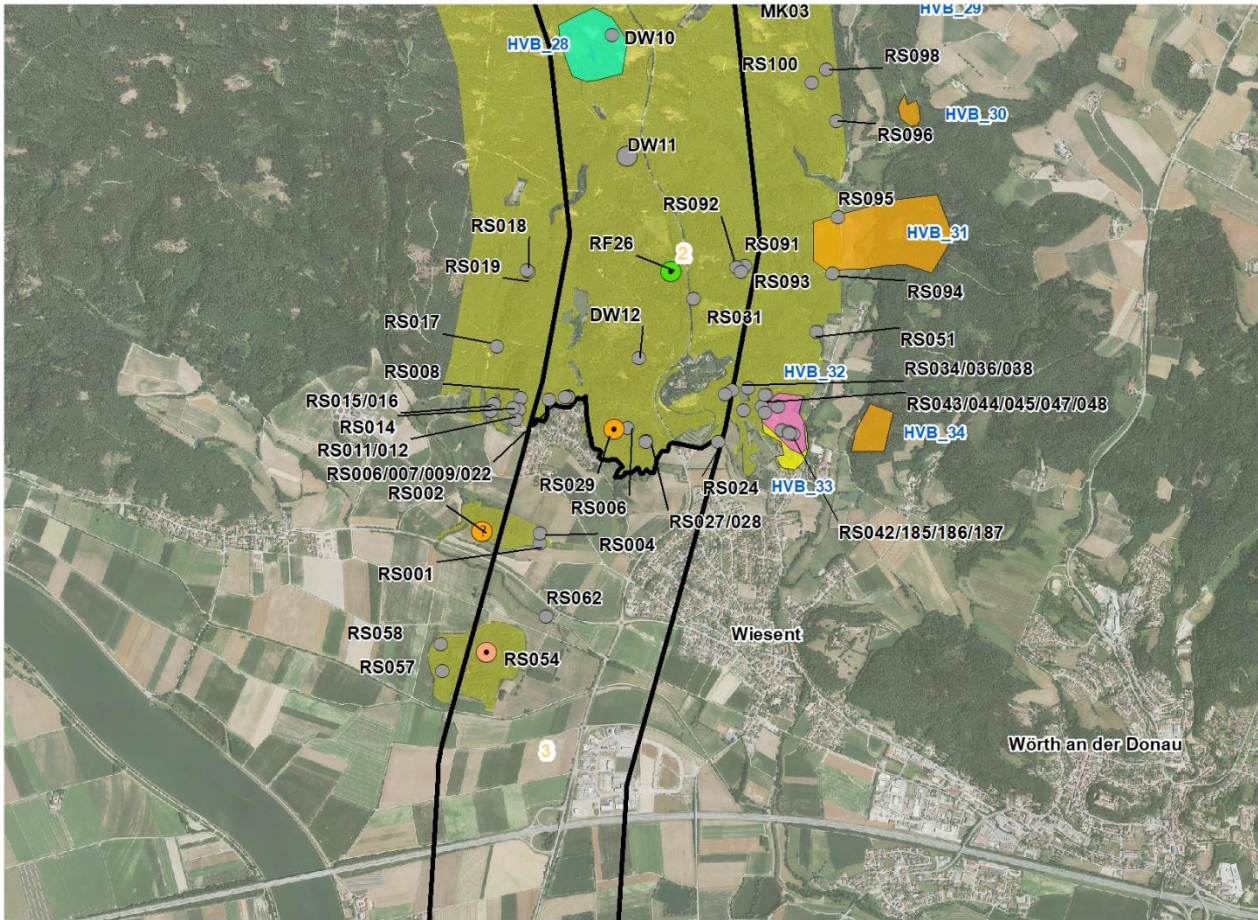 MK03
HVB_29
HVB_28
DW10
RS100
RS098
HVB_30
RS096
DW11
RS095
RS092
HVB_31
RS018
RS091
RF26
2
RS019
RS093
RS094
RS031
RS017
DW12
RS051
RS008
HVB_32
RS034/036/038
RS015/016
RS043/044/045/047/048
RS014
HVB_34
RS011/012
RS006/007/009/022
RS029
RS024
HVB_33
RS002
RS006
RS027/028
2
RS042/185/186/187
RS004
RS001
RS062
RS058
Wiesent
RS057
RS054
3
Wörth an der Donau